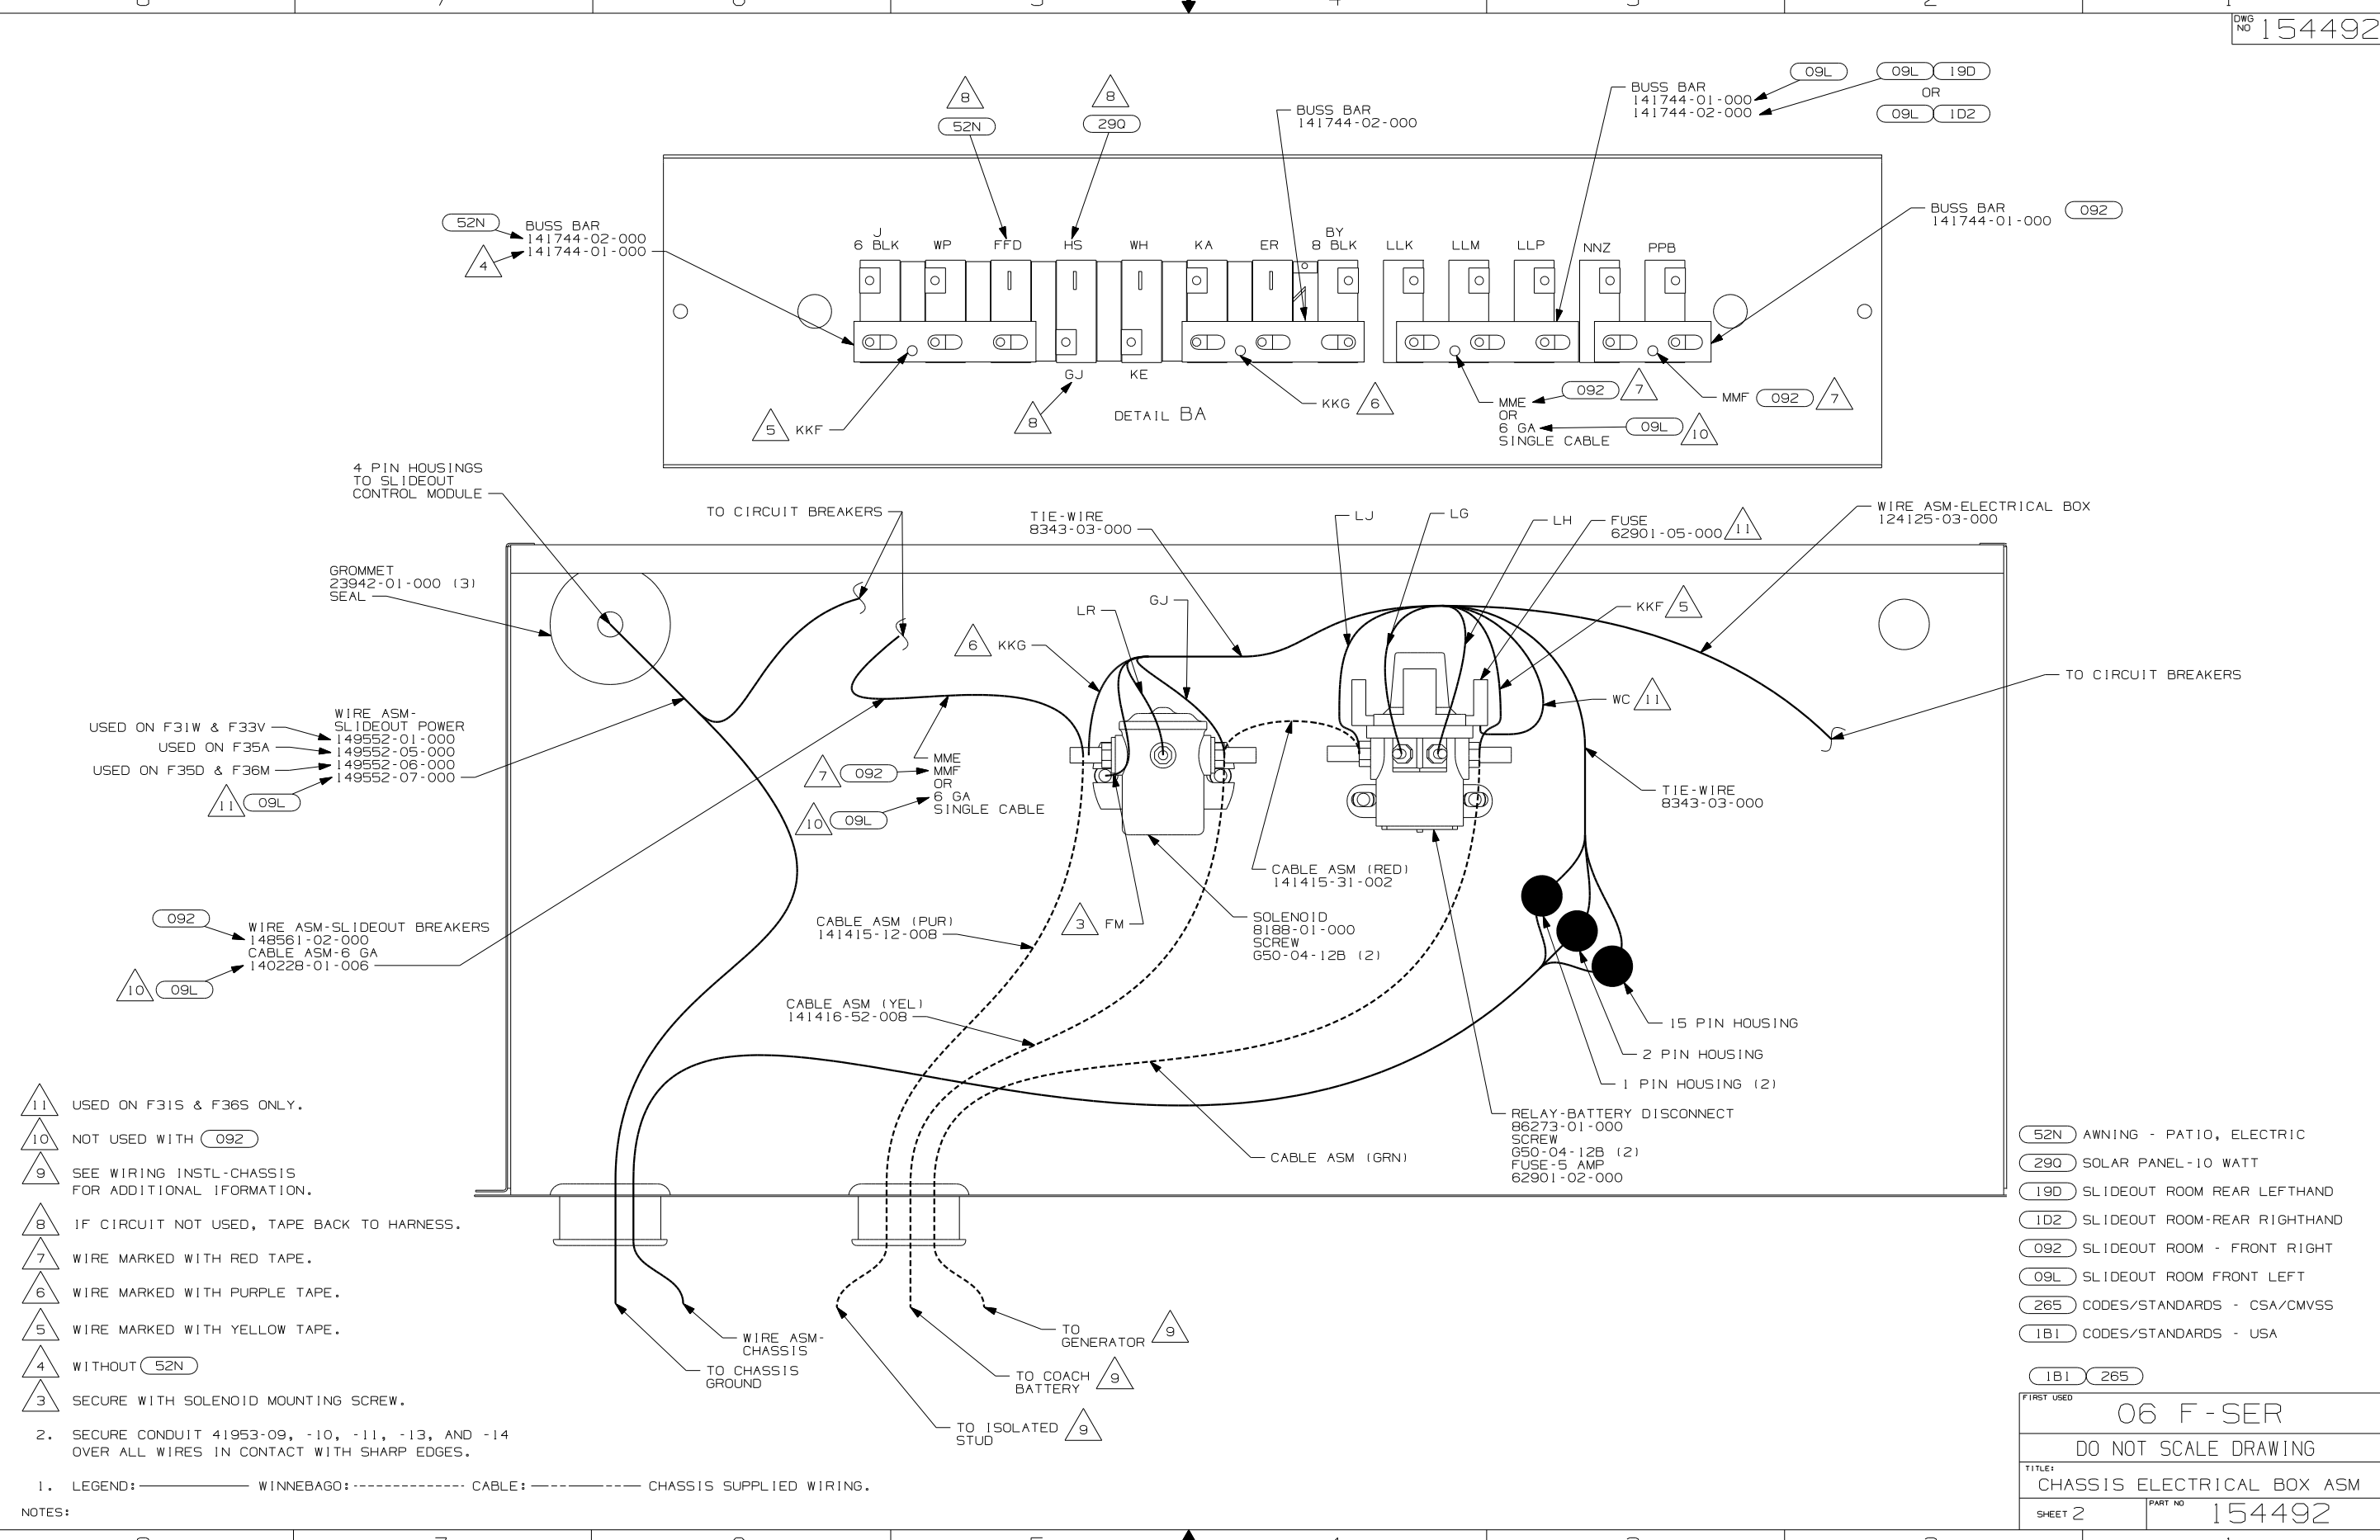 DWG NO 154492
8
52N
8
29Q
BUSS BAR
141744-02-000
BUSS BAR
141744-01-000
141744-02-000
09L
09L 19D
OR
09L 1D2
52N
BUSS BAR
141744-02-000
141744-01-000
4
BUSS BAR
141744-01-000
092
J
6 BLK
WP
FFD
HS
WH
KA
ER
BY
8 BLK
LLK
LLM
LLP
NNZ
PPB
GJ
KE
8
5 KKF
DETAIL BA
KKG 6
MME 092 7
OR
6 GA 09L 10
SINGLE CABLE
MMF 092 7
4 PIN HOUSINGS
TO SLIDEOUT
CONTROL MODULE
TO CIRCUIT BREAKERS
TIE-WIRE
8343-03-000
LJ
LG
LH
FUSE
62901-05-000 11
WIRE ASM-ELECTRICAL BOX
124125-03-000
GROMMET
23942-01-000 (3)
SEAL
6 KKG
LR
GJ
KKF 5
TO CIRCUIT BREAKERS
WC 11
WIRE ASM-
SLIDEOUT POWER
USED ON F31W & F33V 149552-01-000
USED ON F35A 149552-05-000
USED ON F35D & F36M 149552-06-000
11 09L 149552-07-000
MME
7 092 MMF
OR
10 09L 6 GA
SINGLE CABLE
TIE-WIRE
8343-03-000
CABLE ASM (RED)
141415-31-002
092
WIRE ASM-SLIDEOUT BREAKERS
148561-02-000
CABLE ASM-6 GA
140228-01-006
10 09L
CABLE ASM (PUR)
141415-12-008
3 FM
SOLENOID
8188-01-000
SCREW
G50-04-12B (2)
CABLE ASM (YEL)
141416-52-008
15 PIN HOUSING
2 PIN HOUSING
1 PIN HOUSING (2)
RELAY-BATTERY DISCONNECT
86273-01-000
SCREW
G50-04-12B (2)
FUSE-5 AMP
62901-02-000
CABLE ASM (GRN)
WIRE ASM-
CHASSIS
TO CHASSIS
GROUND
TO
GENERATOR 9
TO COACH
BATTERY 9
TO ISOLATED
STUD 9
11 USED ON F31S & F36S ONLY.
10 NOT USED WITH 092
9 SEE WIRING INSTL-CHASSIS
FOR ADDITIONAL IFORMATION.
8 IF CIRCUIT NOT USED, TAPE BACK TO HARNESS.
7 WIRE MARKED WITH RED TAPE.
6 WIRE MARKED WITH PURPLE TAPE.
5 WIRE MARKED WITH YELLOW TAPE.
4 WITHOUT 52N
3 SECURE WITH SOLENOID MOUNTING SCREW.
2. SECURE CONDUIT 41953-09, -10, -11, -13, AND -14
OVER ALL WIRES IN CONTACT WITH SHARP EDGES.
1. LEGEND: WINNEBAGO: CABLE: CHASSIS SUPPLIED WIRING.
NOTES:
52N AWNING - PATIO, ELECTRIC
29Q SOLAR PANEL-10 WATT
19D SLIDEOUT ROOM REAR LEFTHAND
1D2 SLIDEOUT ROOM-REAR RIGHTHAND
092 SLIDEOUT ROOM - FRONT RIGHT
09L SLIDEOUT ROOM FRONT LEFT
265 CODES/STANDARDS - CSA/CMVSS
1B1 CODES/STANDARDS - USA
1B1 265
FIRST USED
06 F-SER
DO NOT SCALE DRAWING
TITLE:
CHASSIS ELECTRICAL BOX ASM
SHEET 2
PART NO 154492